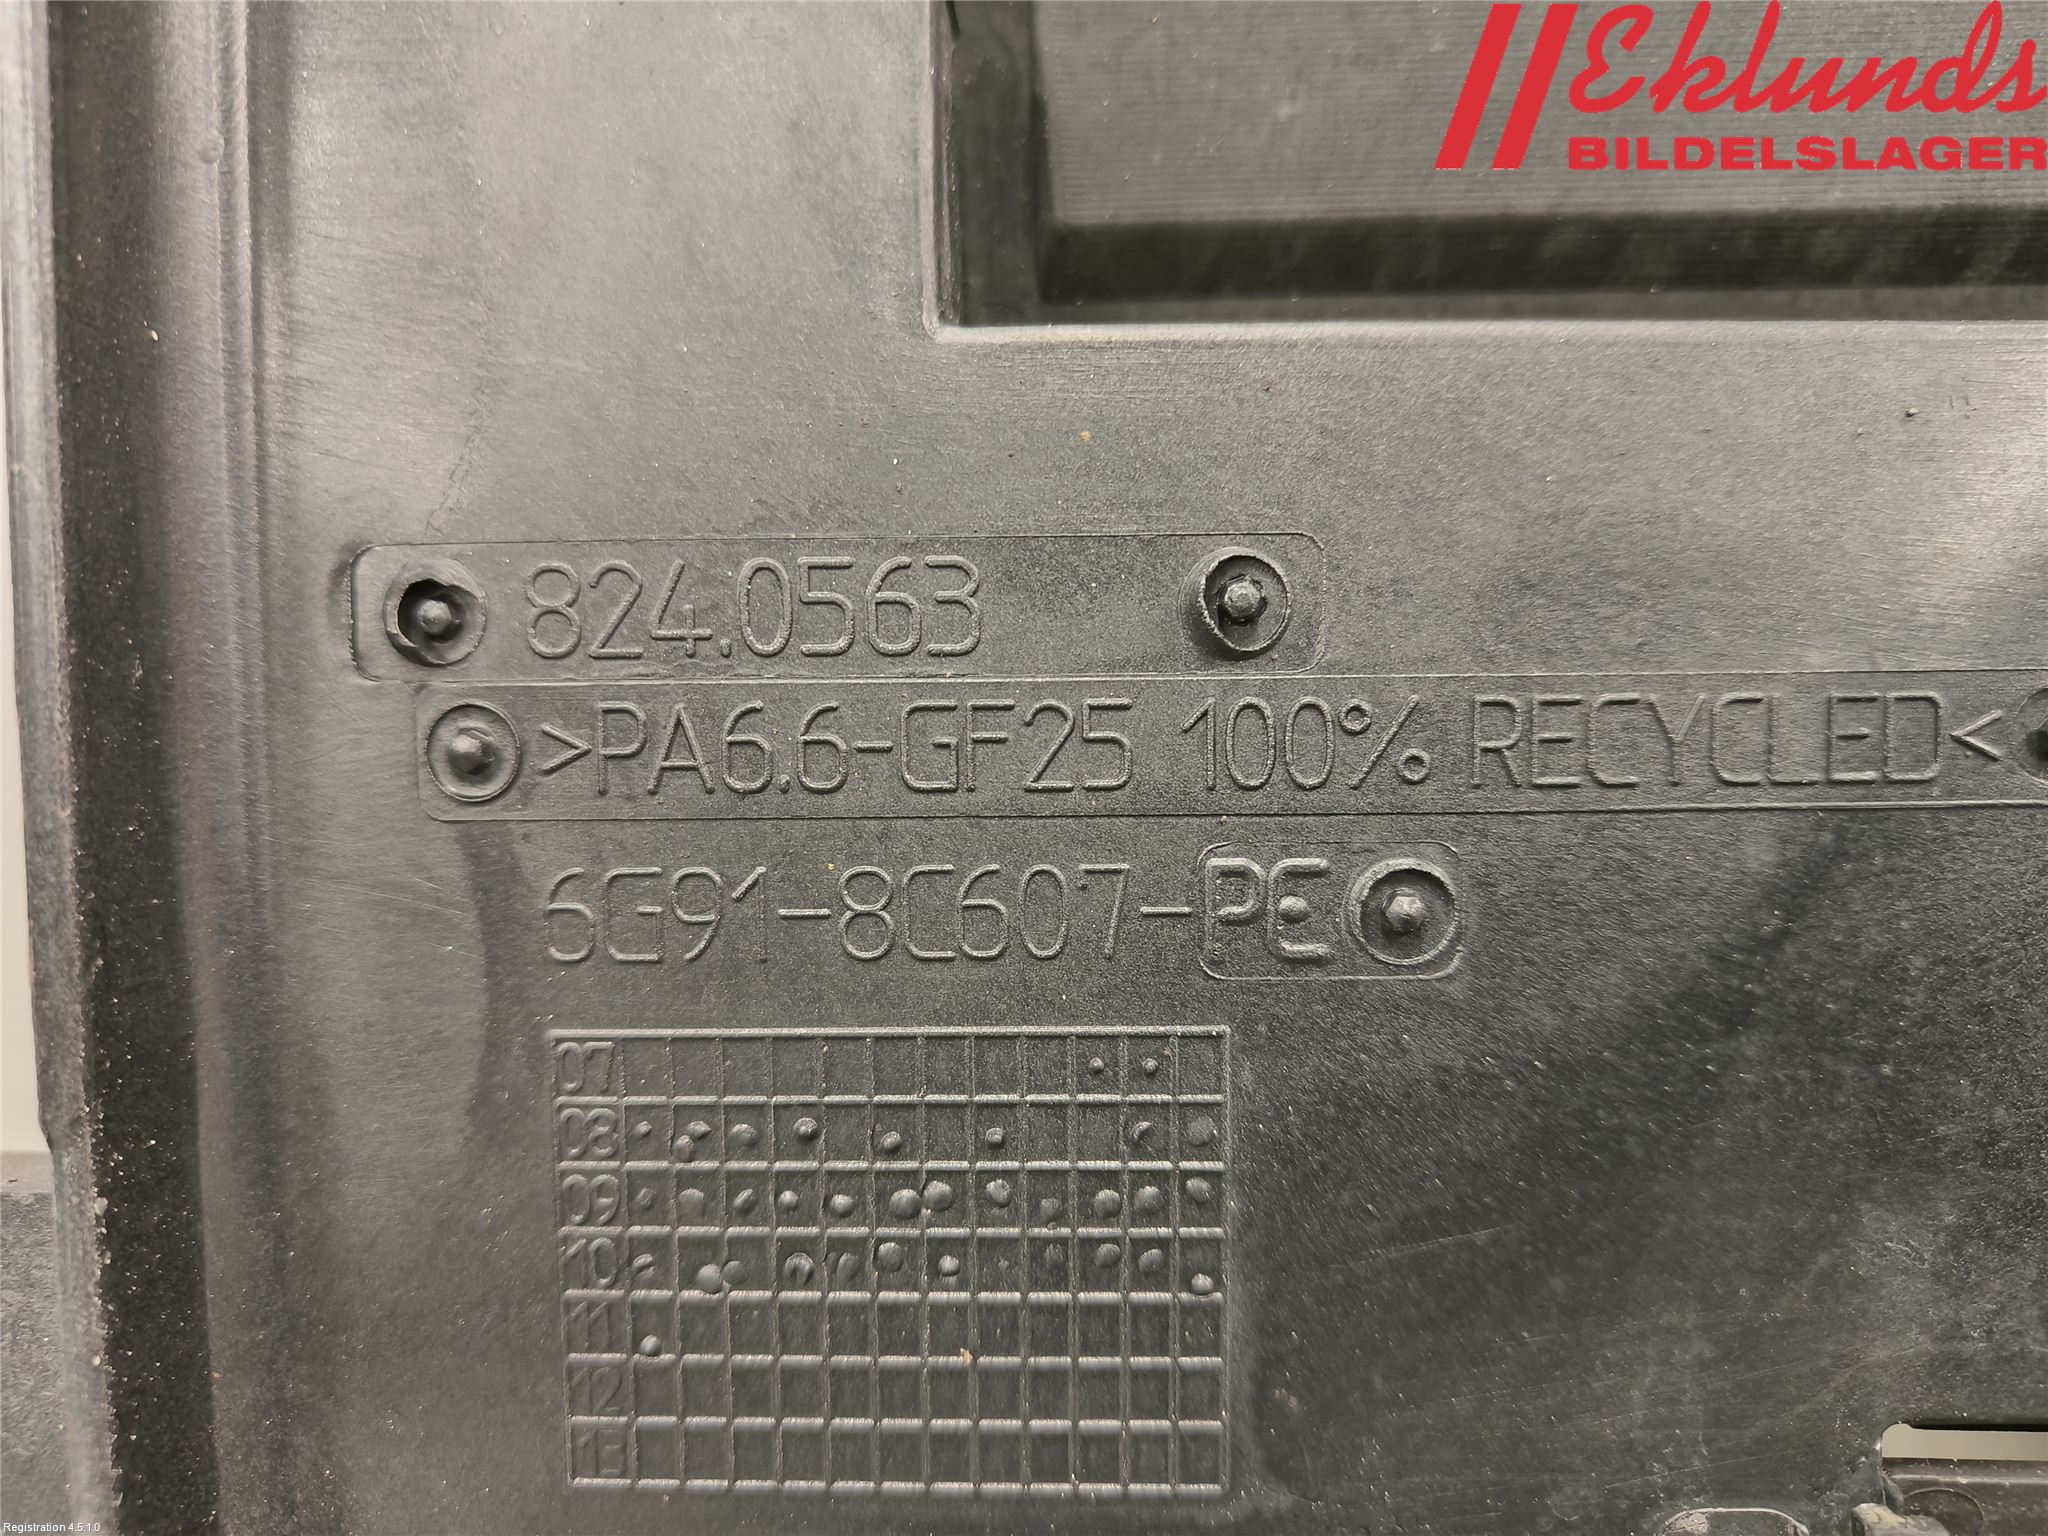 Eklunds
BILDELSLAGER
824.0563
>PA6.6-GF25 100% RECYCLED<
6G91-8C607-PE
07
08
09
10
11
12
Registration 4.5.1.0